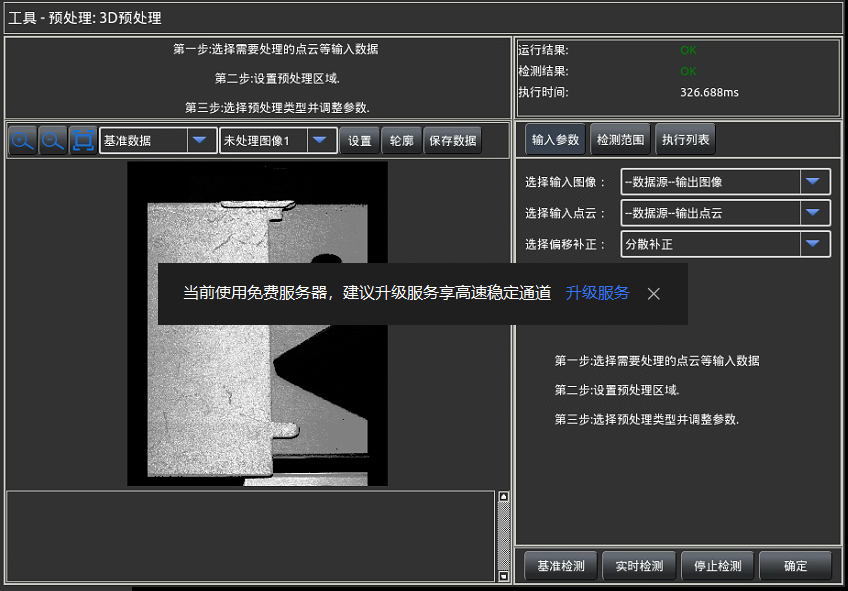 工具 - 预处理: 3D预处理
第一步:选择需要处理的点云等输入数据
第二步:设置预处理区域.
第三步:选择预处理类型并调整参数.
运行结果: OK
检测结果: OK
执行时间: 326.688ms
基准数据 未处理图像1 设置 轮廓 保存数据
输入参数 检测范围 执行列表
选择输入图像： --数据源--输出图像
选择输入点云： --数据源--输出点云
选择偏移补正： 分散补正
当前使用免费服务器，建议升级服务享高速稳定通道 升级服务
第一步:选择需要处理的点云等输入数据
第二步:设置预处理区域.
第三步:选择预处理类型并调整参数.
基准检测 实时检测 停止检测 确定